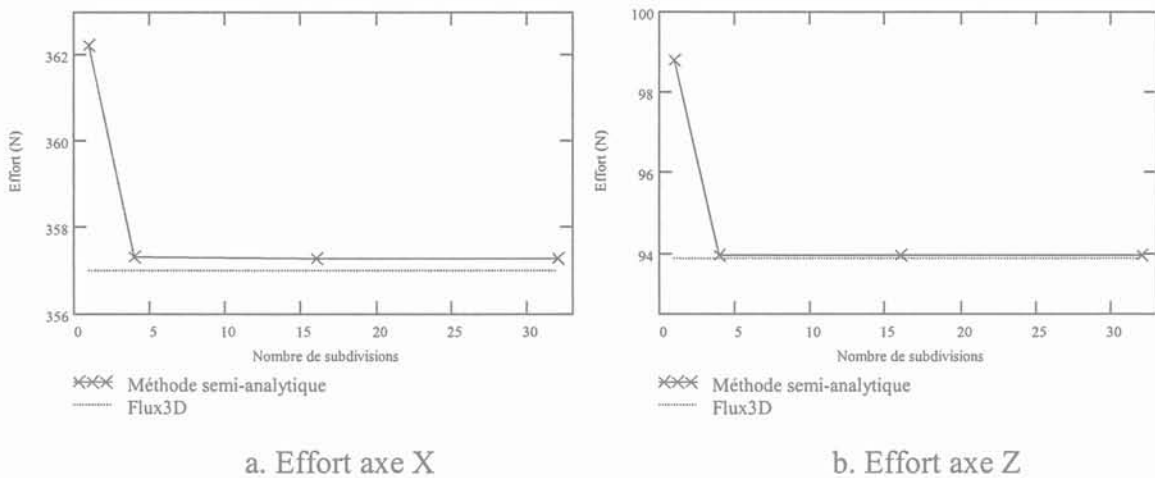 362
360
358
356
Effort (N)
0 5 10 15 20 25 30
Nombre de subdivisions
Méthode semi-analytique
Flux3D
a. Effort axe X
100
98
96
94
Effort (N)
0 5 10 15 20 25 30
Nombre de subdivisions
Méthode semi-analytique
Flux3D
b. Effort axe Z